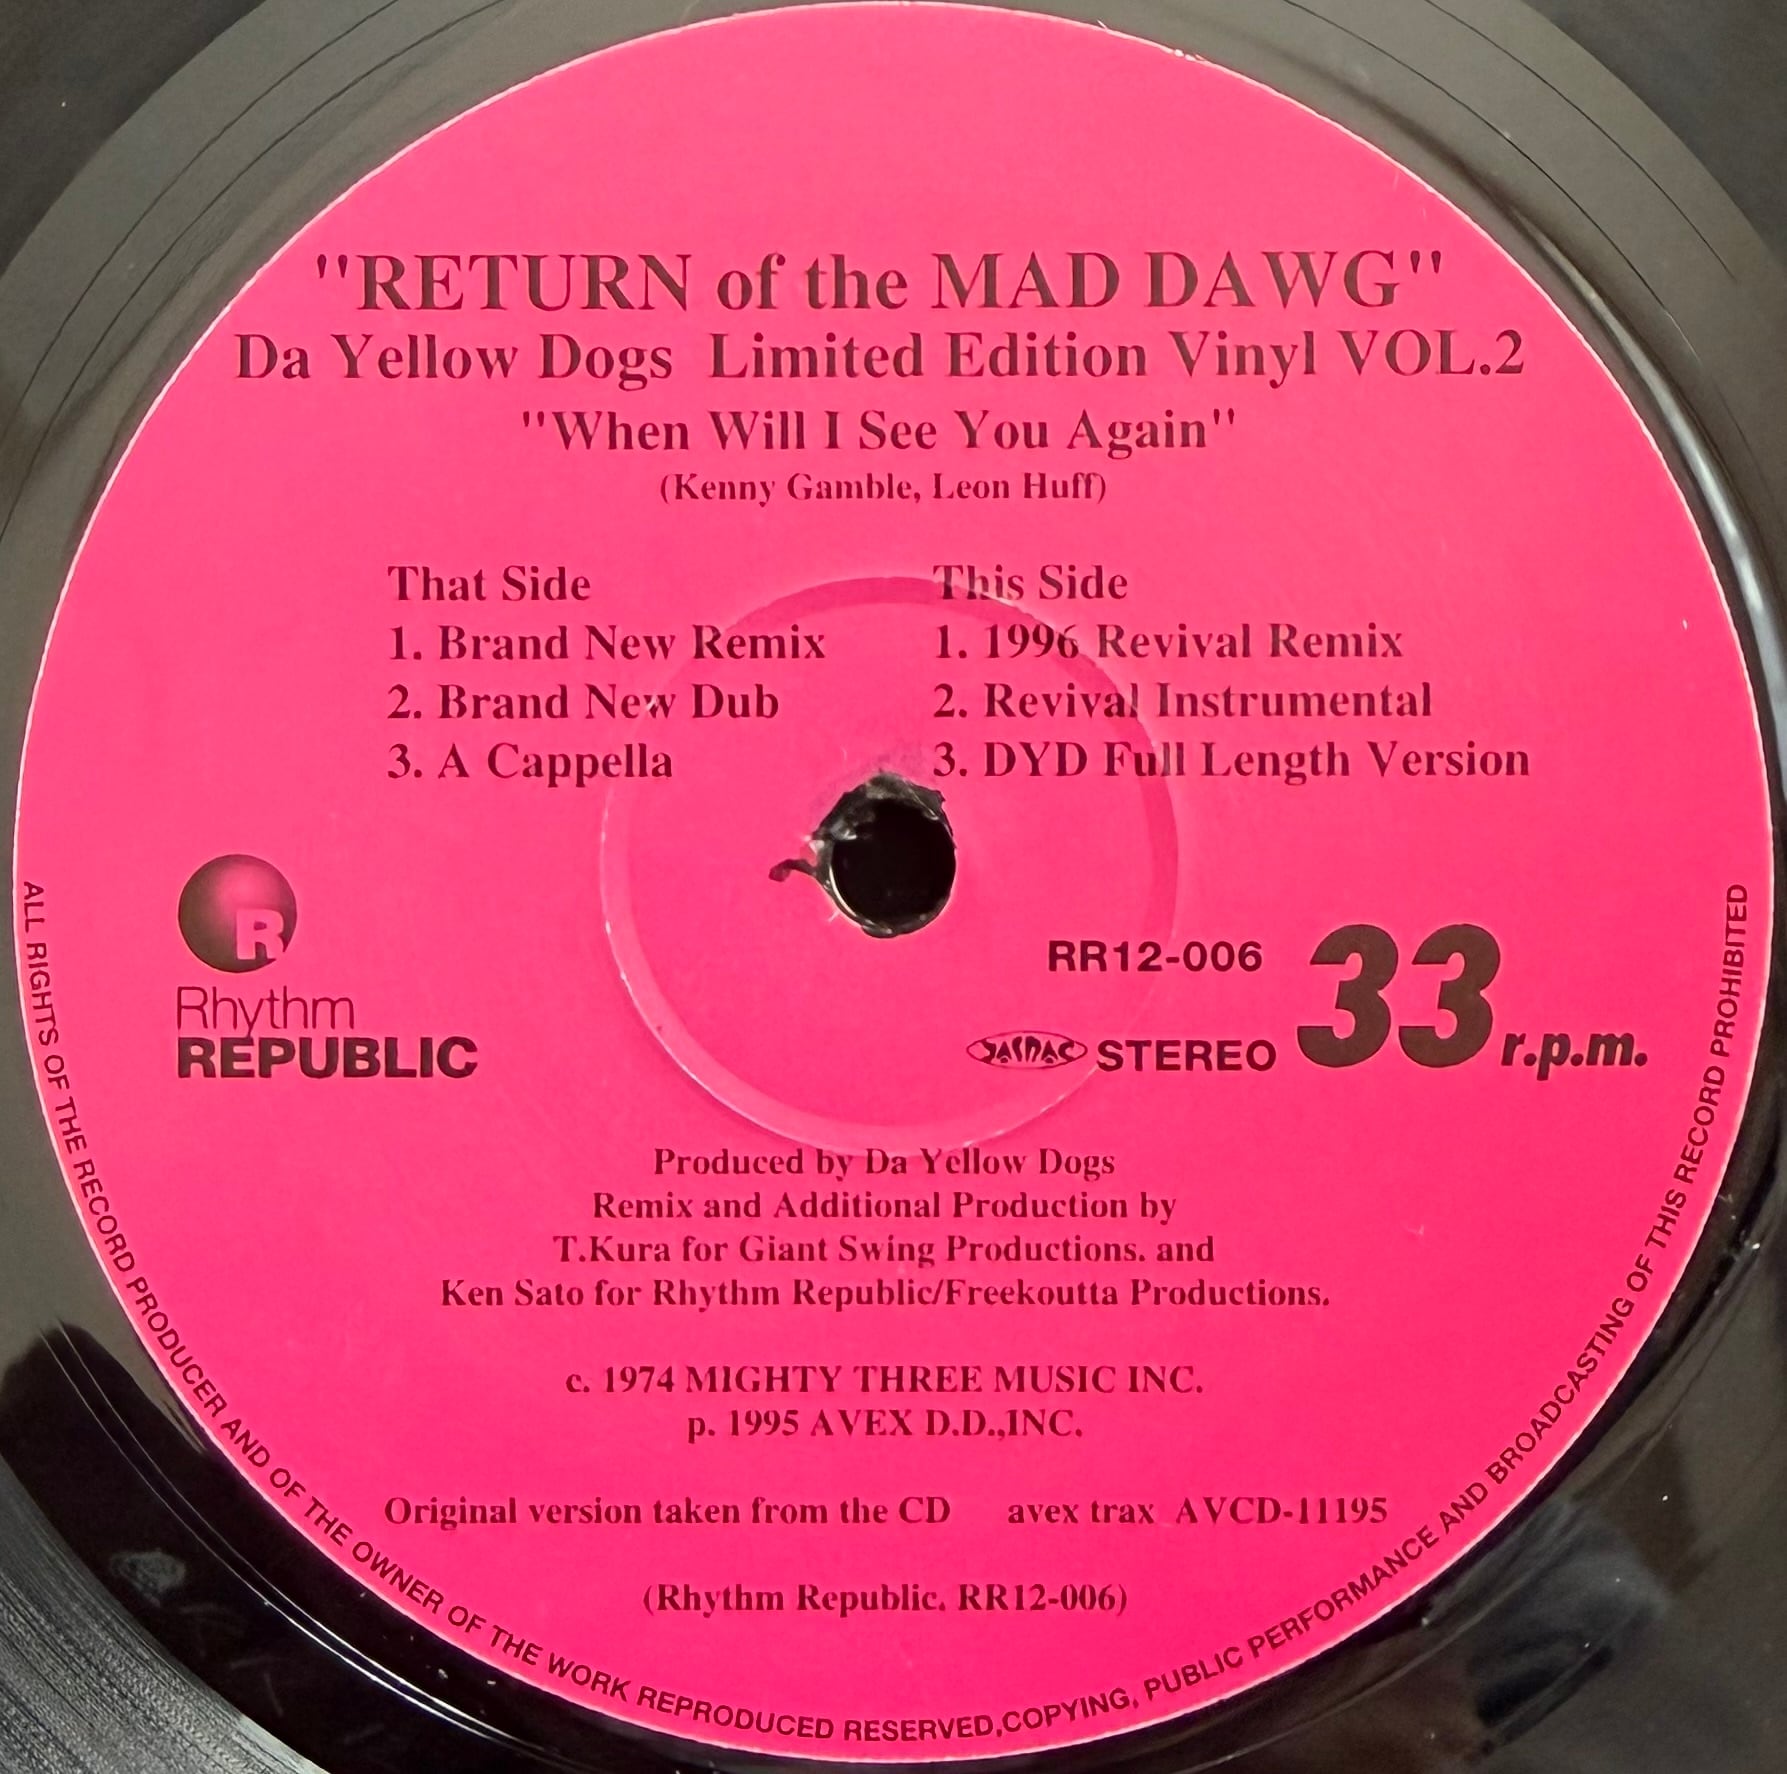 "RETURN of the MAD DAWG"
Da Yellow Dogs Limited Edition Vinyl VOL.2
"When Will I See You Again"
(Kenny Gamble, Leon Huff)
That Side
1. Brand New Remix
2. Brand New Dub
3. A Cappella
This Side
1. 1996 Revival Remix
2. Revival Instrumental
3. DYD Full Length Version
R
Rhythm
REPUBLIC
RR12-006
JASRAC STEREO
33 r.p.m.
Produced by Da Yellow Dogs
Remix and Additional Production by
T.Kura for Giant Swing Productions. and
Ken Sato for Rhythm Republic/Freekoutta Productions.
c. 1974 MIGHTY THREE MUSIC INC.
p. 1995 AVEX D.D.,INC.
Original version taken from the CD avex trax AVCD-11195
(Rhythm Republic. RR12-006)
ALL RIGHTS OF THE RECORD PRODUCER AND OF THE OWNER OF THE WORK REPRODUCED RESERVED,COPYING, PUBLIC PERFORMANCE AND BROADCASTING OF THIS RECORD PROHIBITED